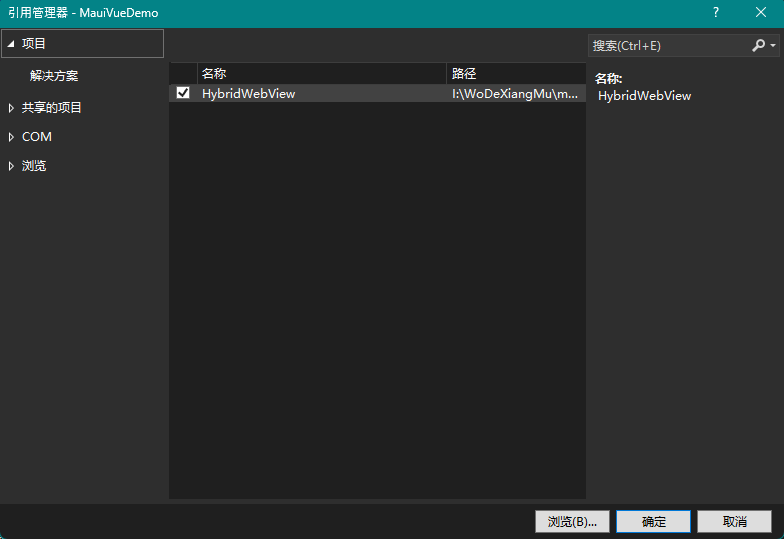 引用管理器 - MauiVueDemo
?
项目
解决方案
共享的项目
COM
浏览
名称
路径
HybridWebView
I:\WoDeXiangMu\m...
搜索(Ctrl+E)
名称:
HybridWebView
浏览(B)...
确定
取消